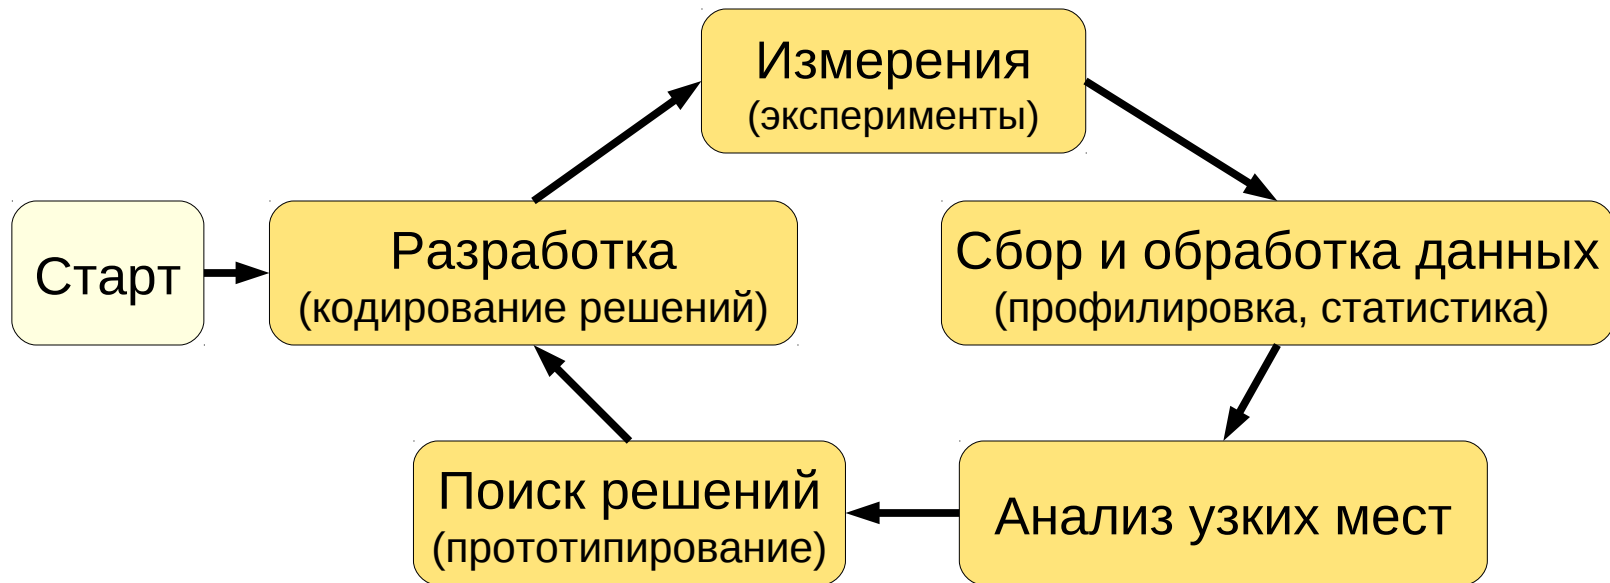 Измерения
(эксперименты)
Старт
Разработка
(кодирование решений)
Сбор и обработка данных
(профилировка, статистика)
Поиск решений
(прототипирование)
Анализ узких мест